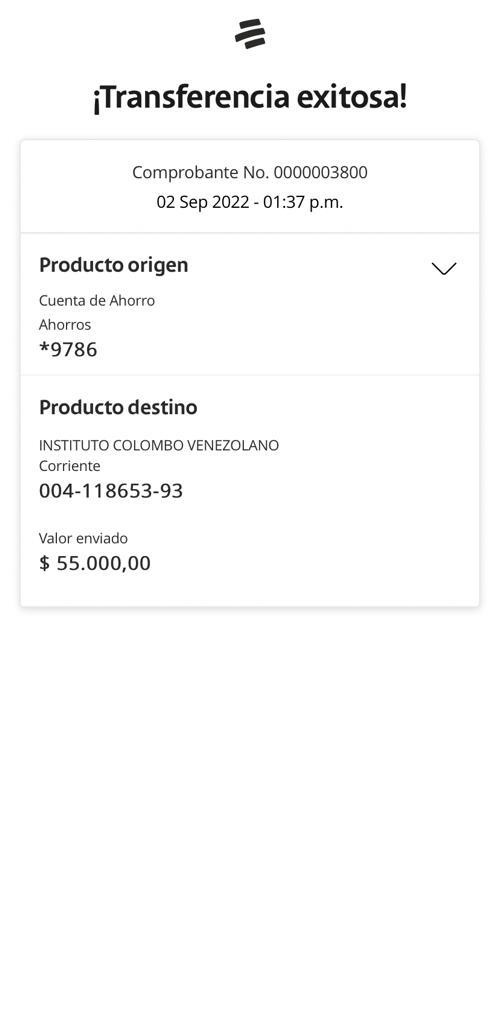 ¡Transferencia exitosa!
Comprobante No. 0000003800
02 Sep 2022 - 01:37 p.m.
Producto origen
Cuenta de Ahorro
Ahorros
*9786
Producto destino
INSTITUTO COLOMBO VENEZOLANO
Corriente
004-118653-93
Valor enviado
$ 55.000,00